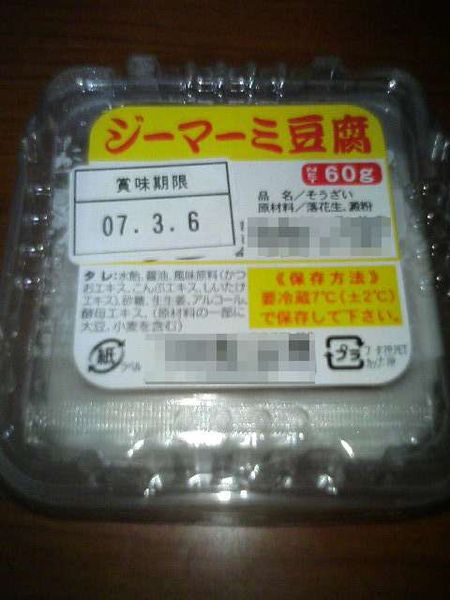 ジーマーミ豆腐
賞味期限
07.3.6
60g
品 名／そうざい
原材料／落花生、澱粉
タレ:水飴、醤油、風味原料(かつ
おエキス、こんぶエキス、しいたけ
エキス)、砂糖、生生姜、アルコール、
酵母エキス、(原材料の一部に
大豆、小麦を含む)
《保存方法》
要冷蔵7℃(±2℃)
で保存して下さい。
紙
ラベル
プラ